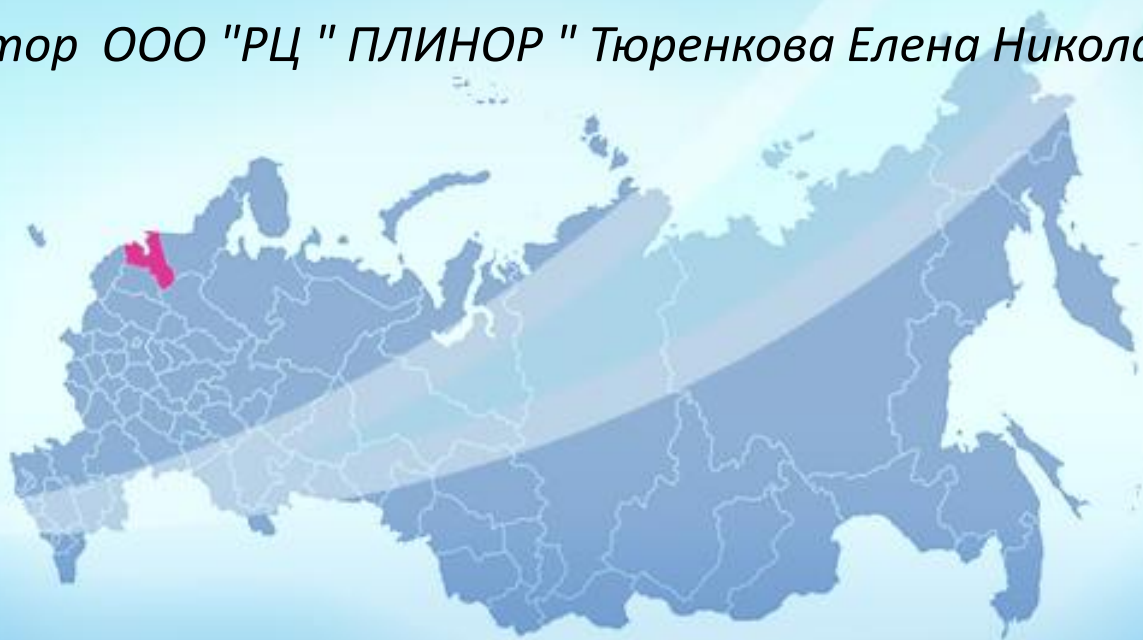 тор ООО "РЦ " ПЛИНОР " Тюренкова Елена Никола